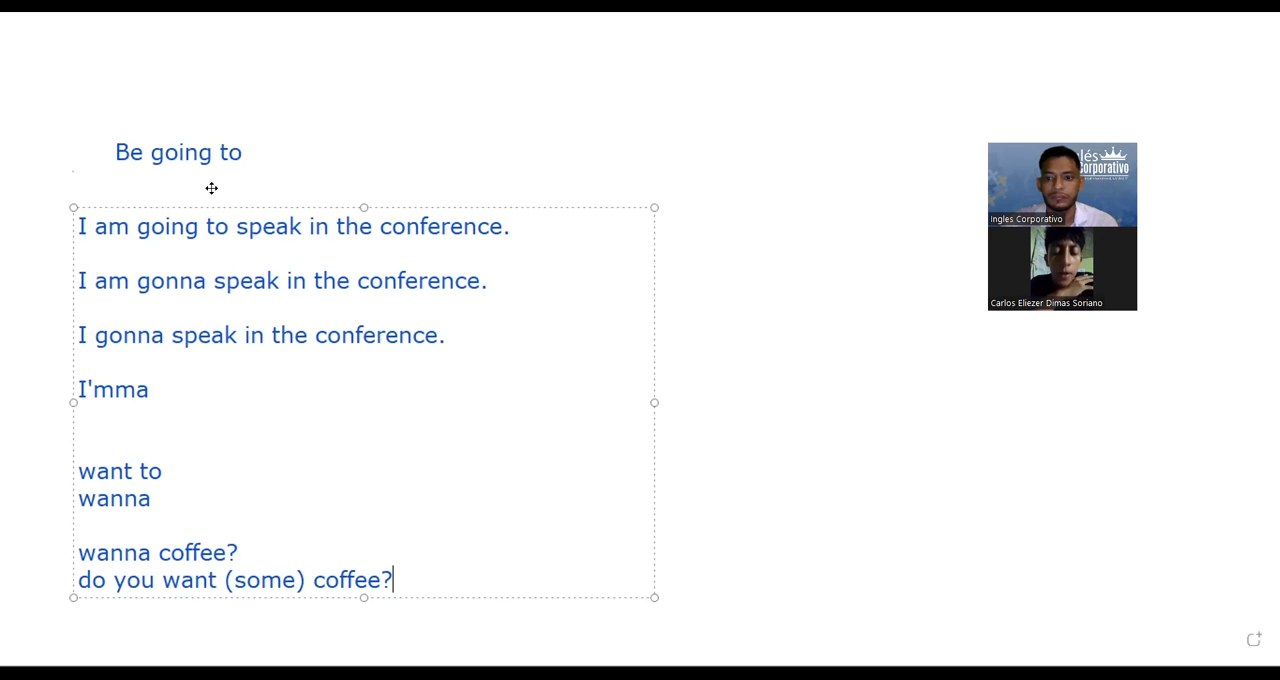 Be going to
I am going to speak in the conference.
I am gonna speak in the conference.
I gonna speak in the conference.
I'mma
want to
wanna
wanna coffee?
do you want (some) coffee?
lés
Corporativo
Ingles Corporativo
Carlos Eliezer Dimas Soriano